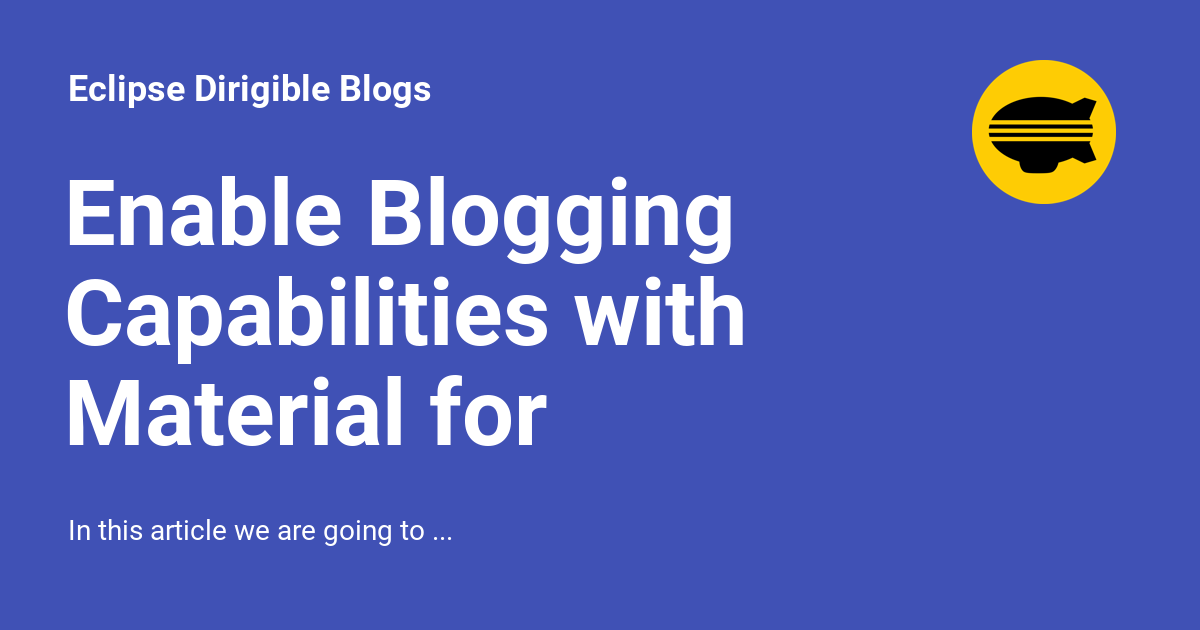 Eclipse Dirigible Blogs
Enable Blogging
Capabilities with
Material for
In this article we are going to ...